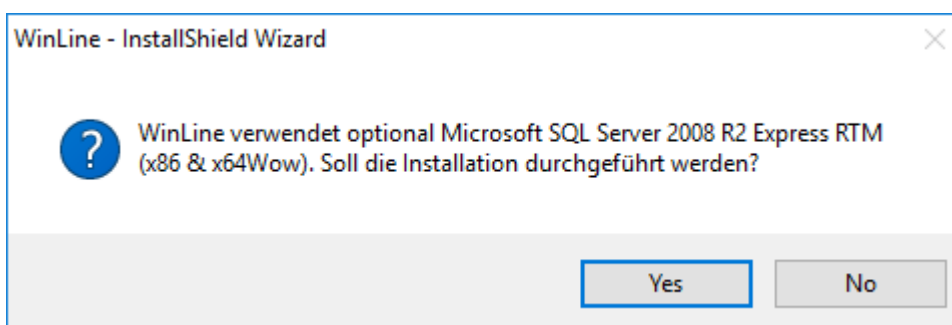 WinLine - InstallShield Wizard
WinLine verwendet optional Microsoft SQL Server 2008 R2 Express RTM
(x86 & x64Wow). Soll die Installation durchgeführt werden?
Yes No